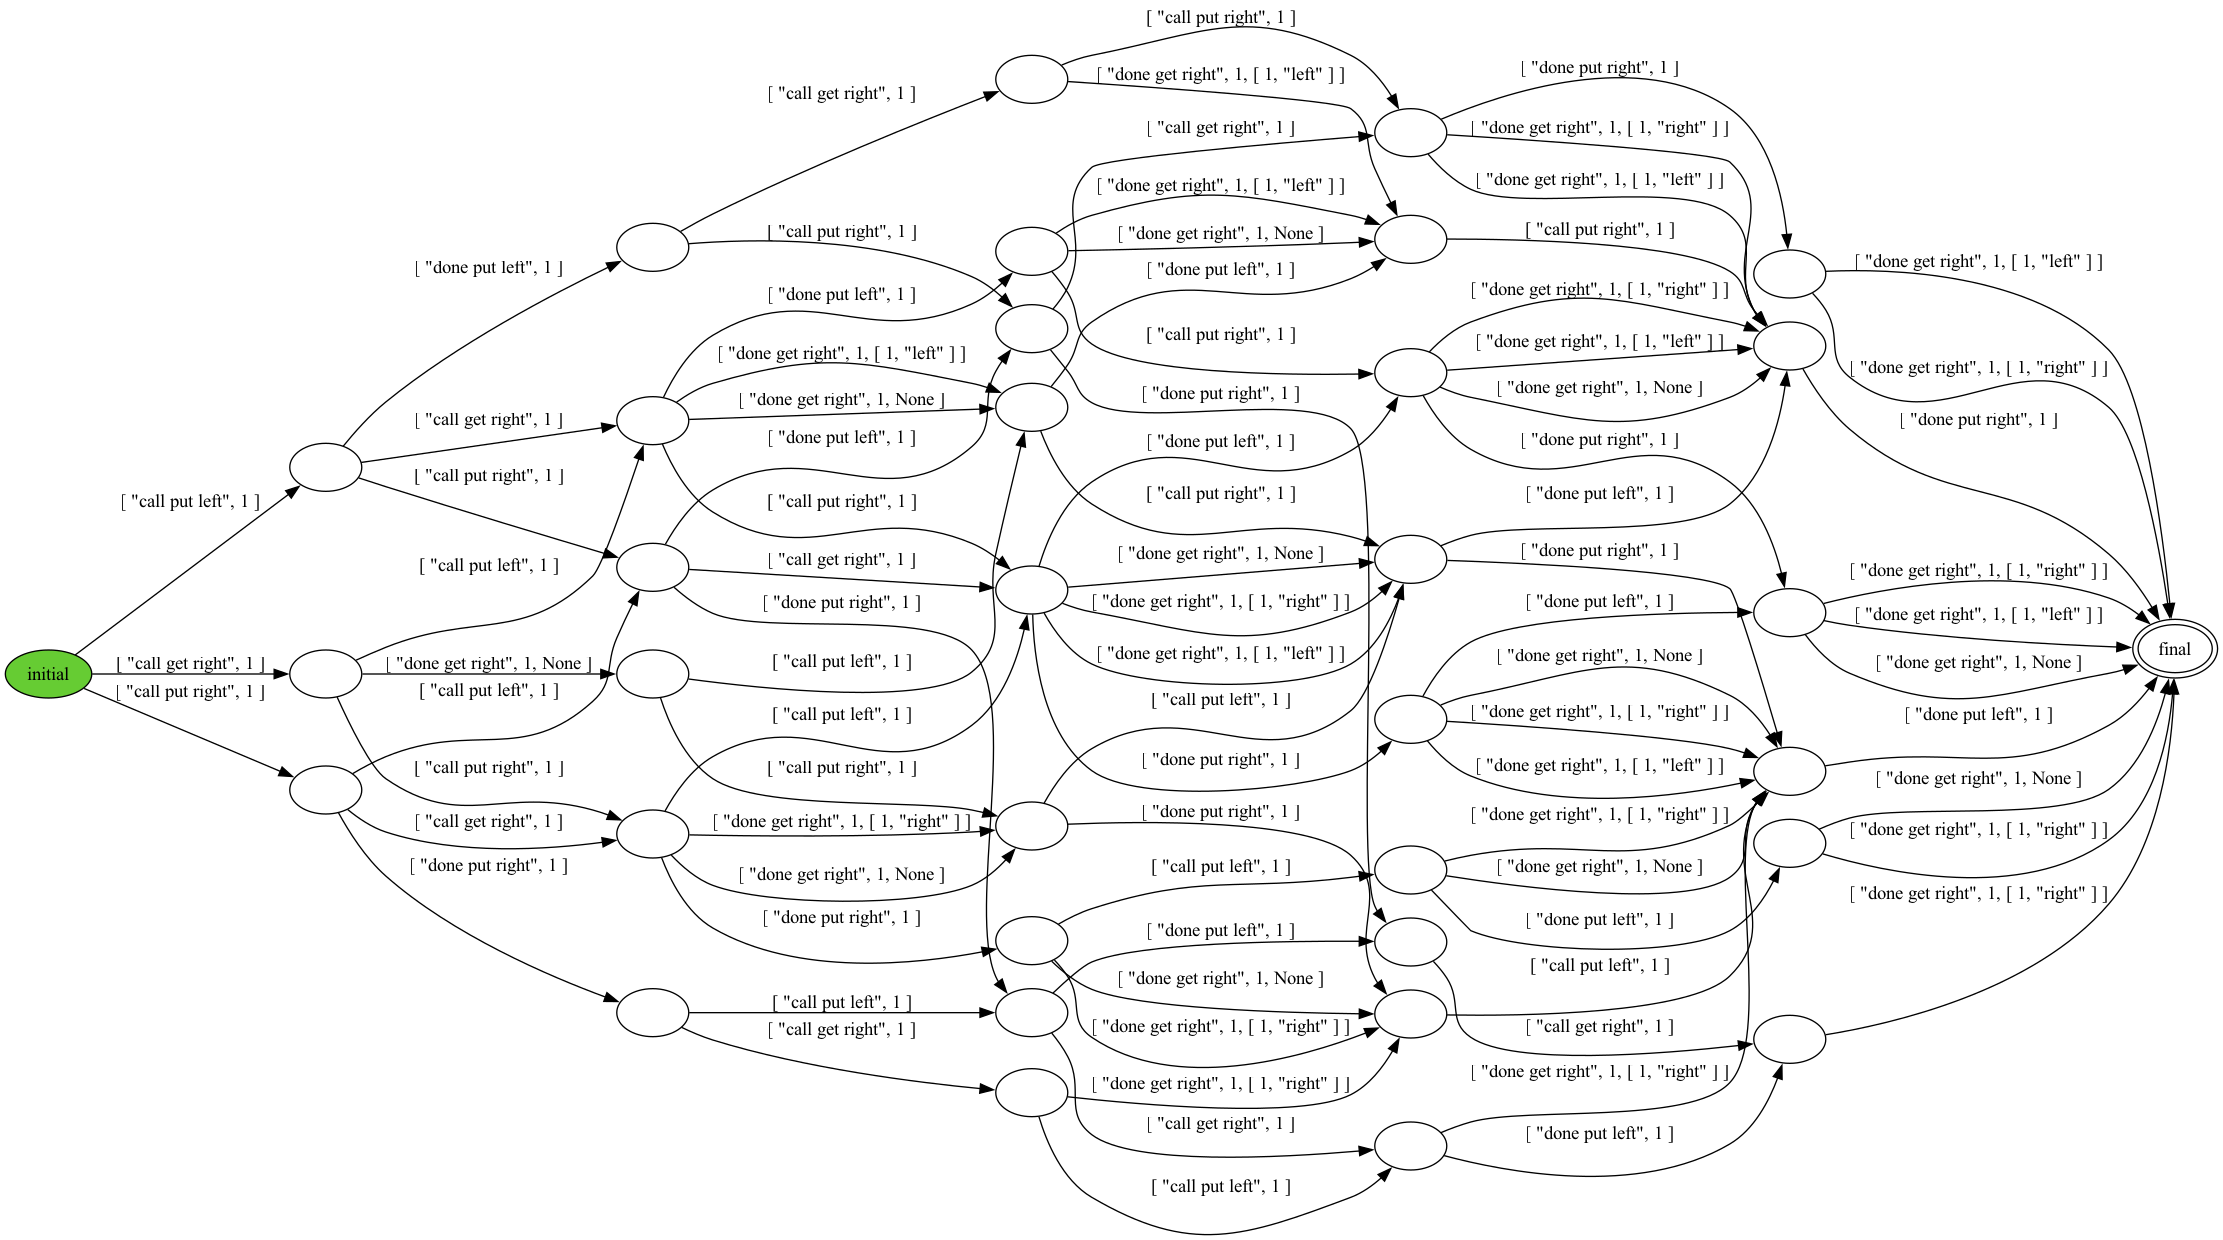 initial
[ "call put left", 1 ]
[ "call get right", 1 ]
[ "call put right", 1 ]
[ "done put left", 1 ]
[ "call get right", 1 ]
[ "call put right", 1 ]
[ "call put left", 1 ]
[ "done get right", 1, None ]
[ "call put left", 1 ]
[ "call put right", 1 ]
[ "call get right", 1 ]
[ "done put right", 1 ]
[ "call get right", 1 ]
[ "call put right", 1 ]
[ "done put left", 1 ]
[ "done get right", 1, [ 1, "left" ] ]
[ "done get right", 1, None ]
[ "done put left", 1 ]
[ "call put right", 1 ]
[ "call get right", 1 ]
[ "done put right", 1 ]
[ "call put left", 1 ]
[ "call put left", 1 ]
[ "call put right", 1 ]
[ "done get right", 1, [ 1, "right" ] ]
[ "done get right", 1, None ]
[ "done put right", 1 ]
[ "call put left", 1 ]
[ "call get right", 1 ]
[ "call put right", 1 ]
[ "done get right", 1, [ 1, "left" ] ]
[ "call get right", 1 ]
[ "done get right", 1, [ 1, "left" ] ]
[ "done get right", 1, None ]
[ "done put left", 1 ]
[ "call put right", 1 ]
[ "done put right", 1 ]
[ "done put left", 1 ]
[ "call put right", 1 ]
[ "done get right", 1, None ]
[ "done get right", 1, [ 1, "right" ] ]
[ "done get right", 1, [ 1, "left" ] ]
[ "call put left", 1 ]
[ "done put right", 1 ]
[ "done put right", 1 ]
[ "call put left", 1 ]
[ "done put left", 1 ]
[ "done get right", 1, None ]
[ "done get right", 1, [ 1, "right" ] ]
[ "done get right", 1, [ 1, "right" ] ]
[ "call get right", 1 ]
[ "call put left", 1 ]
[ "done put right", 1 ]
[ "done get right", 1, [ 1, "right" ] ]
[ "done get right", 1, [ 1, "left" ] ]
[ "call put right", 1 ]
[ "done get right", 1, [ 1, "right" ] ]
[ "done get right", 1, [ 1, "left" ] ]
[ "done get right", 1, None ]
[ "done put right", 1 ]
[ "done put left", 1 ]
[ "done put right", 1 ]
[ "done put left", 1 ]
[ "done get right", 1, None ]
[ "done get right", 1, [ 1, "right" ] ]
[ "done get right", 1, [ 1, "left" ] ]
[ "done get right", 1, [ 1, "right" ] ]
[ "done get right", 1, None ]
[ "done put left", 1 ]
[ "call put left", 1 ]
[ "call get right", 1 ]
[ "done get right", 1, [ 1, "right" ] ]
[ "done put left", 1 ]
[ "done get right", 1, [ 1, "left" ] ]
[ "done get right", 1, [ 1, "right" ] ]
[ "done put right", 1 ]
[ "done get right", 1, [ 1, "right" ] ]
[ "done get right", 1, [ 1, "left" ] ]
[ "done get right", 1, None ]
[ "done put left", 1 ]
[ "done get right", 1, None ]
[ "done get right", 1, [ 1, "right" ] ]
[ "done get right", 1, [ 1, "right" ] ]
final